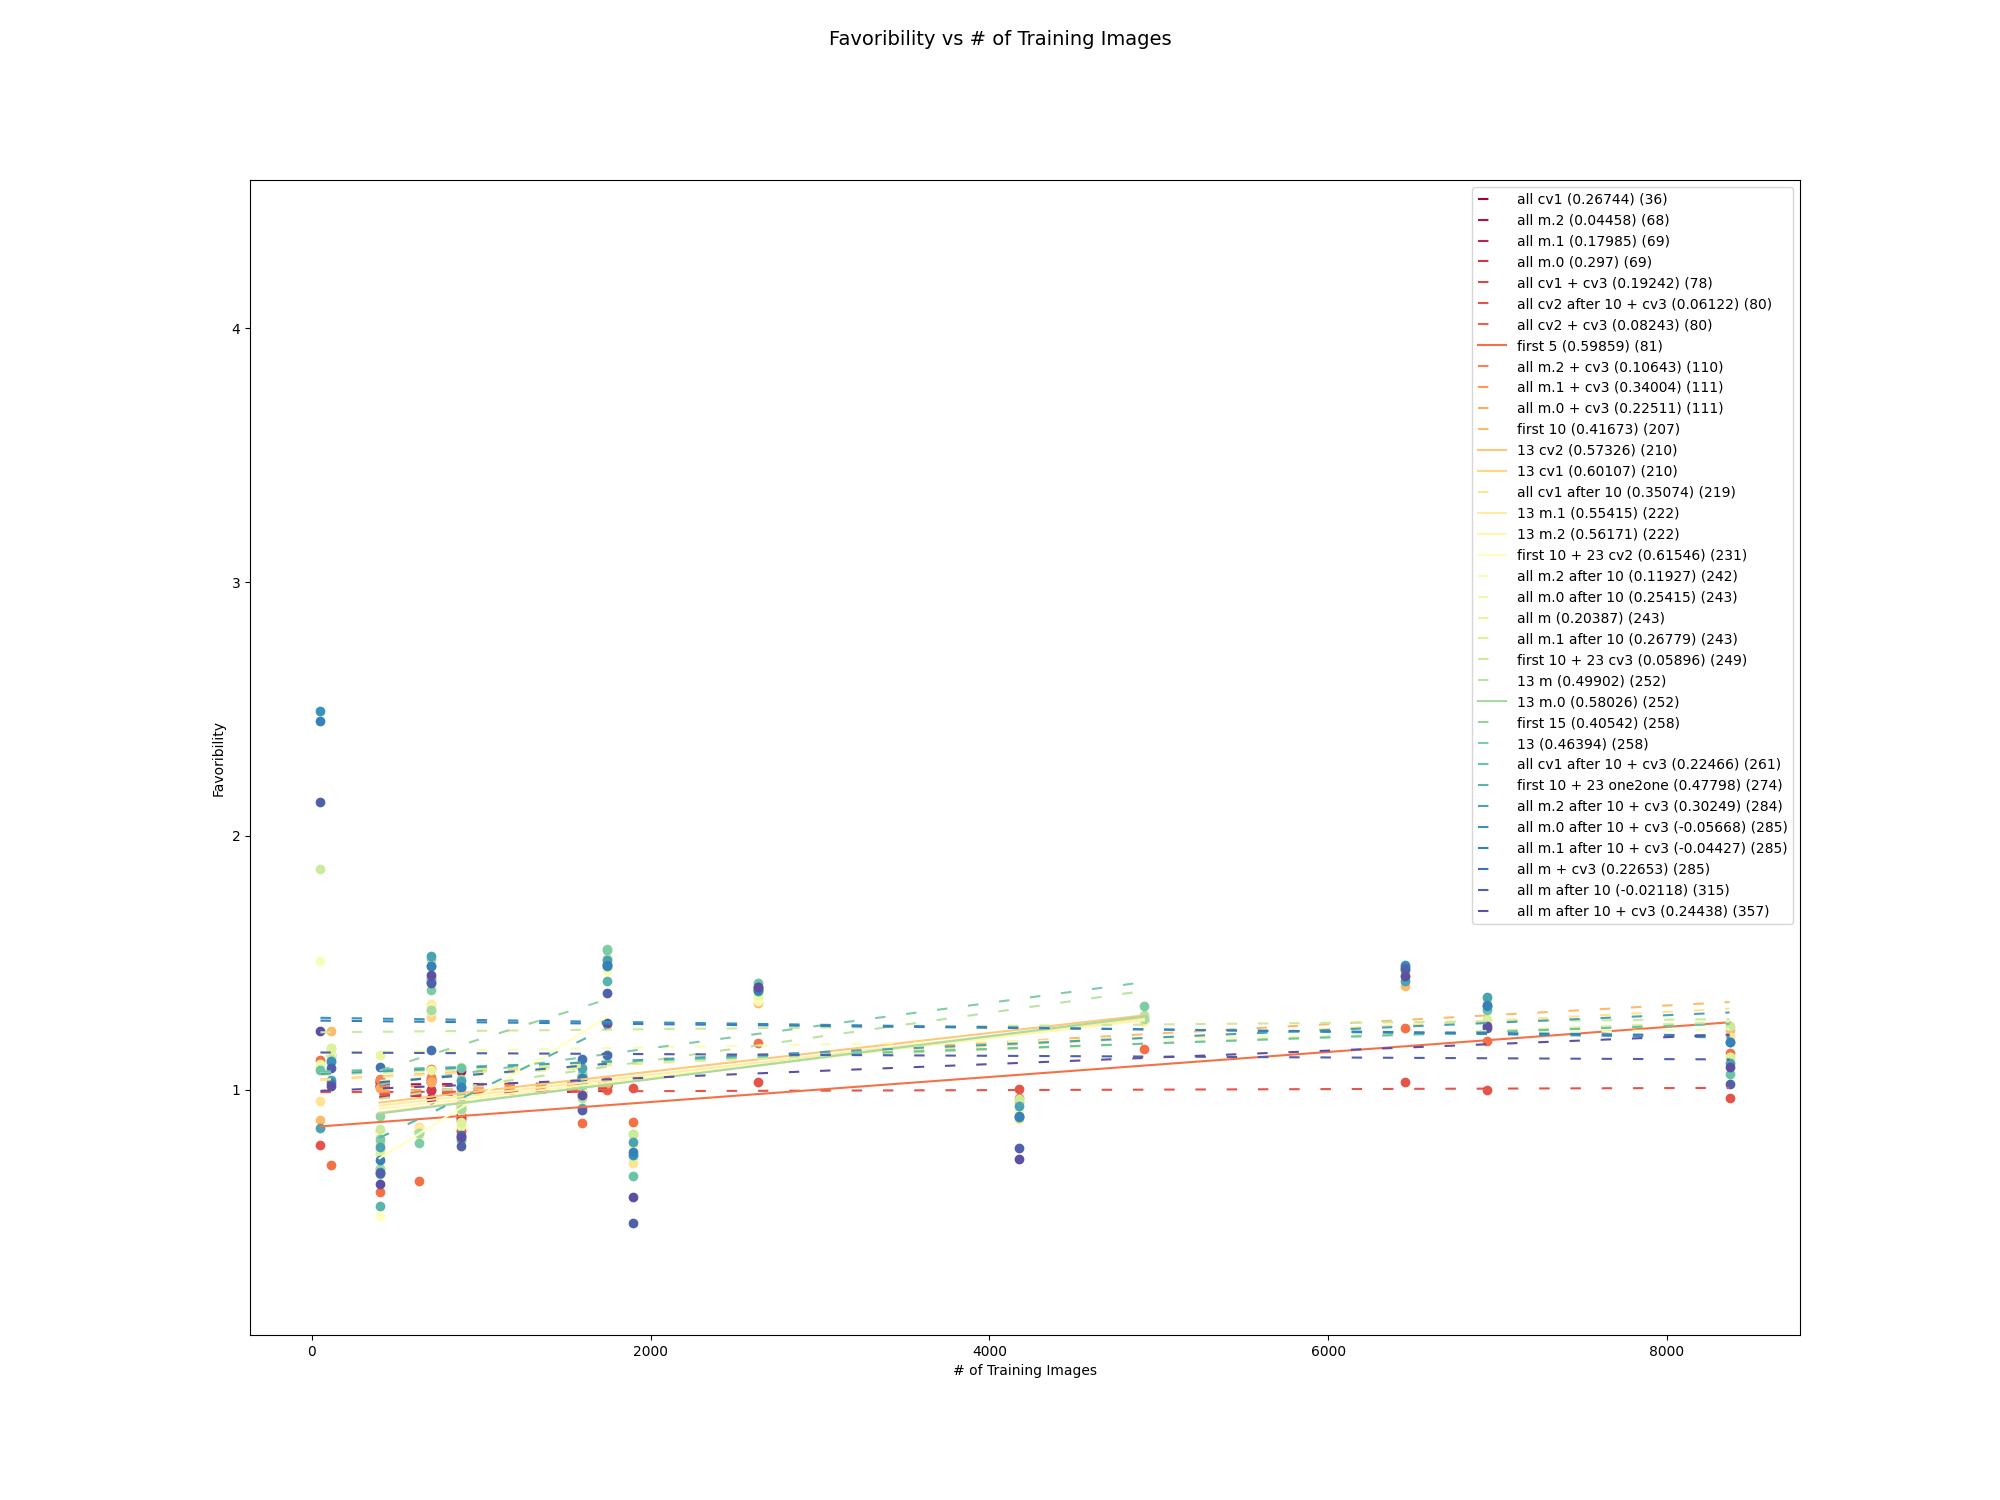 Favoribility vs # of Training Images
all cv1 (0.26744) (36)
all m.2 (0.04458) (68)
all m.1 (0.17985) (69)
all m.0 (0.297) (69)
all cv1 + cv3 (0.19242) (78)
all cv2 after 10 + cv3 (0.06122) (80)
all cv2 + cv3 (0.08243) (80)
first 5 (0.59859) (81)
all m.2 + cv3 (0.10643) (110)
all m.1 + cv3 (0.34004) (111)
all m.0 + cv3 (0.22511) (111)
first 10 (0.41673) (207)
13 cv2 (0.57326) (210)
13 cv1 (0.60107) (210)
all cv1 after 10 (0.35074) (219)
13 m.1 (0.55415) (222)
13 m.2 (0.56171) (222)
first 10 + 23 cv2 (0.61546) (231)
all m.2 after 10 (0.11927) (242)
all m.0 after 10 (0.25415) (243)
all m (0.20387) (243)
all m.1 after 10 (0.26779) (243)
first 10 + 23 cv3 (0.05896) (249)
13 m (0.49902) (252)
13 m.0 (0.58026) (252)
first 15 (0.40542) (258)
13 (0.46394) (258)
all cv1 after 10 + cv3 (0.22466) (261)
first 10 + 23 one2one (0.47798) (274)
all m.2 after 10 + cv3 (0.30249) (284)
all m.0 after 10 + cv3 (-0.05668) (285)
all m.1 after 10 + cv3 (-0.04427) (285)
all m + cv3 (0.22653) (285)
all m after 10 (-0.02118) (315)
all m after 10 + cv3 (0.24438) (357)
4
3
2
1
Favoribility
0 2000 4000 6000 8000
# of Training Images